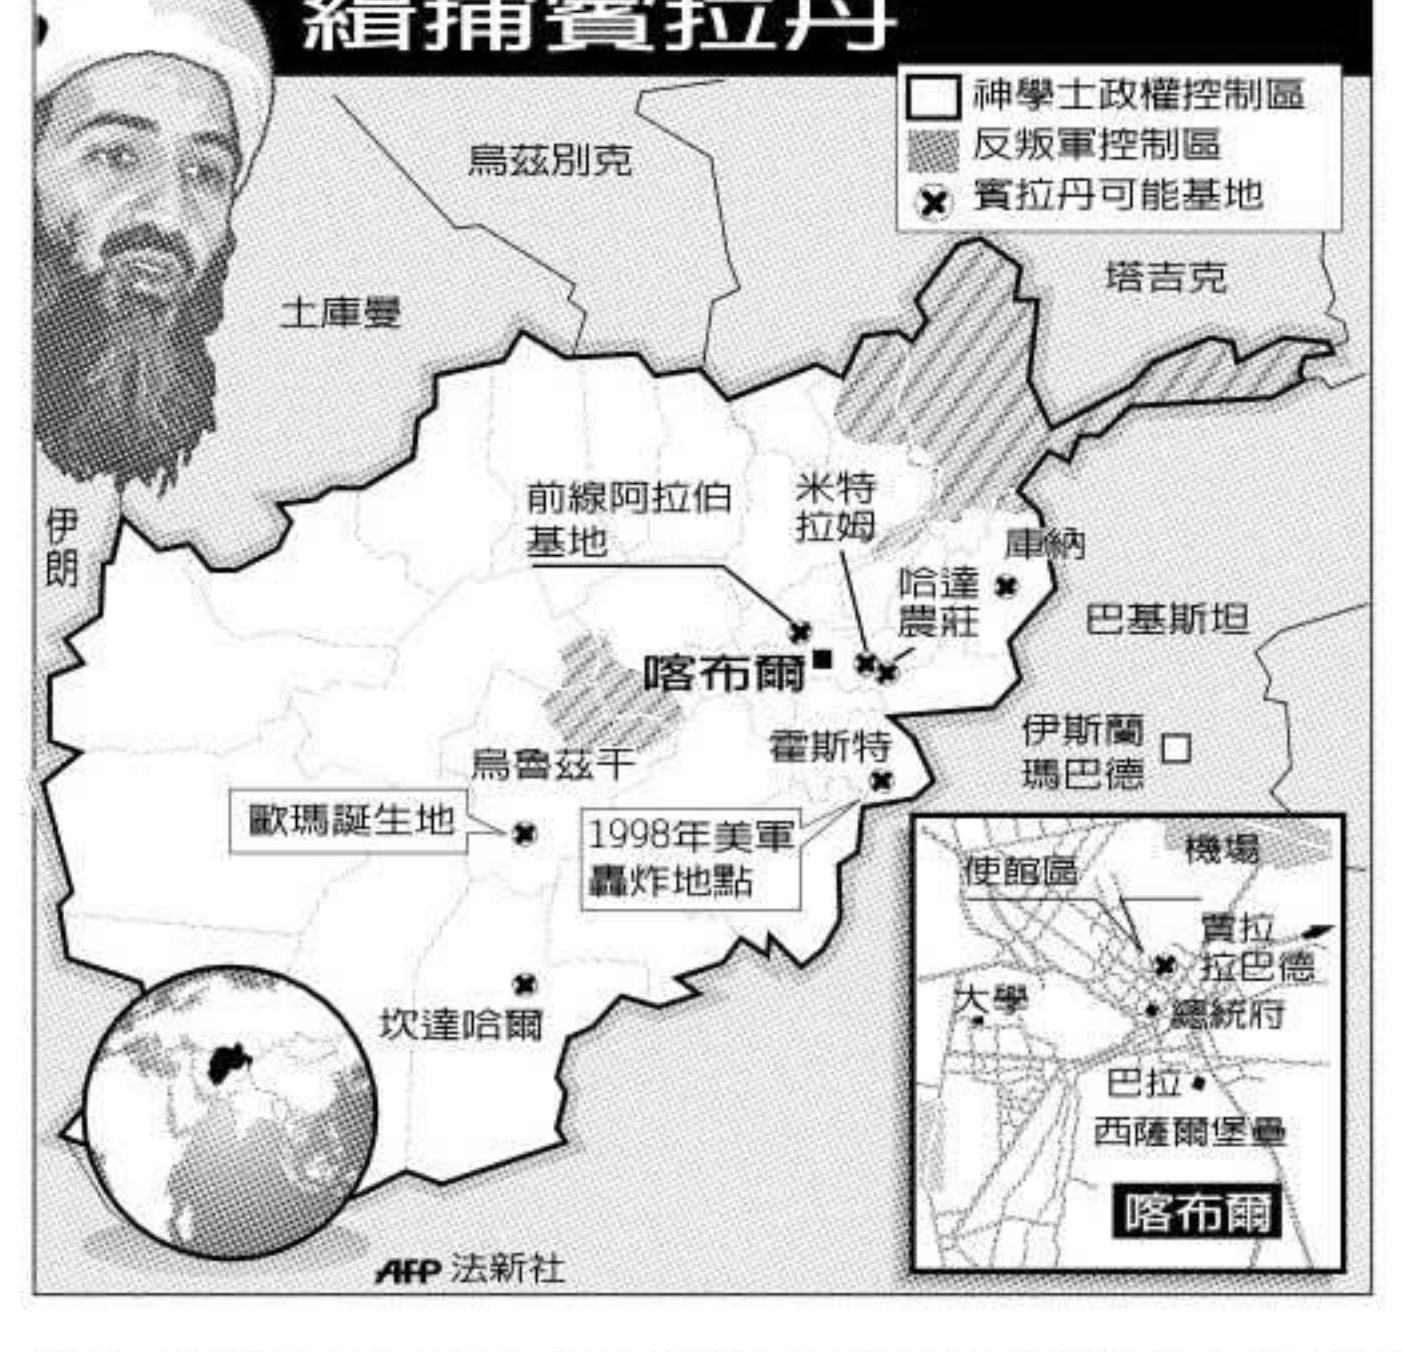 緝捕賓拉丹
神學士政權控制區
反叛軍控制區
賓拉丹可能基地
烏茲別克
塔吉克
土庫曼
伊
朗
前線阿拉伯
基地
米特
拉姆
庫納
哈達
農莊
巴基斯坦
喀布爾
伊斯蘭
瑪巴德
霍斯特
烏魯茲干
歐瑪誕生地
1998年美軍
轟炸地點
坎達哈爾
機場
使館區
賈拉
拉巴德
大學
總統府
巴拉
西薩爾堡壘
喀布爾
AFP 法新社